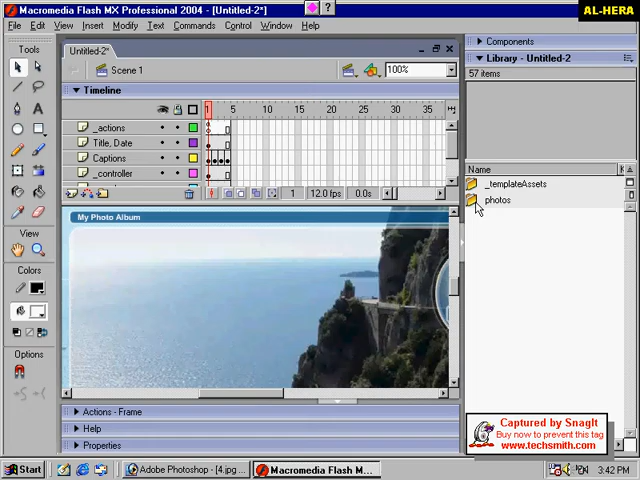 Macromedia Flash MX Professional 2004 - [Untitled-2*]
AL-HERA
File Edit View Insert Modify Text Commands Control Window Help
Tools
View
Colors
Options
Untitled-2*
Scene 1
100%
Timeline
1 5 10 15 20 25 30 35
_actions
Title, Date
Captions
_controller
1 12.0 fps 0.0s
My Photo Album
Actions - Frame
Help
Properties
Components
Library - Untitled-2
57 items
Name
_templateAssets
photos
Captured by SnagIt
Buy now to prevent this tag
www.techsmith.com
Start
Adobe Photoshop - [4.jpg ...
Macromedia Flash MX P...
EN
3:42 PM